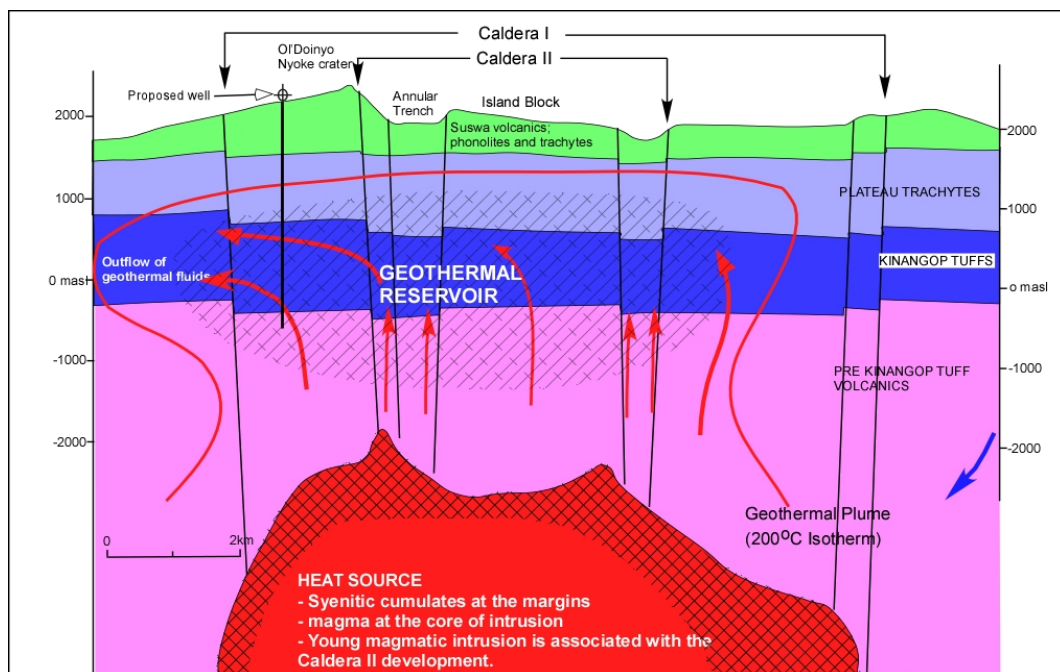 Caldera I
Ol'Doinyo
Nyoke crater
Caldera II
Proposed well
Annular
Trench
Island Block
Suswa volcanics;
phonolites and trachytes
2000
2000
PLATEAU TRACHYTES
1000
1000
Outflow of
geothermal fluids
GEOTHERMAL
RESERVOIR
KINANGOP TUFFS
0 masl
0 masl
-1000
-1000
PRE KINANGOP TUFF
VOLCANICS
-2000
-2000
Geothermal Plume
(200°C Isotherm)
0
2km
HEAT SOURCE
- Syenitic cumulates at the margins
- magma at the core of intrusion
- Young magmatic intrusion is associated with the
Caldera II development.